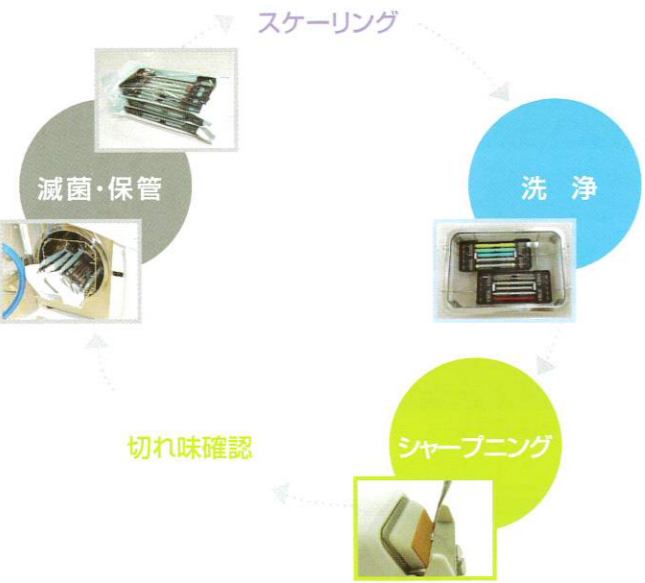 スケーリング
滅菌・保管
洗 浄
切れ味確認
シャープニング